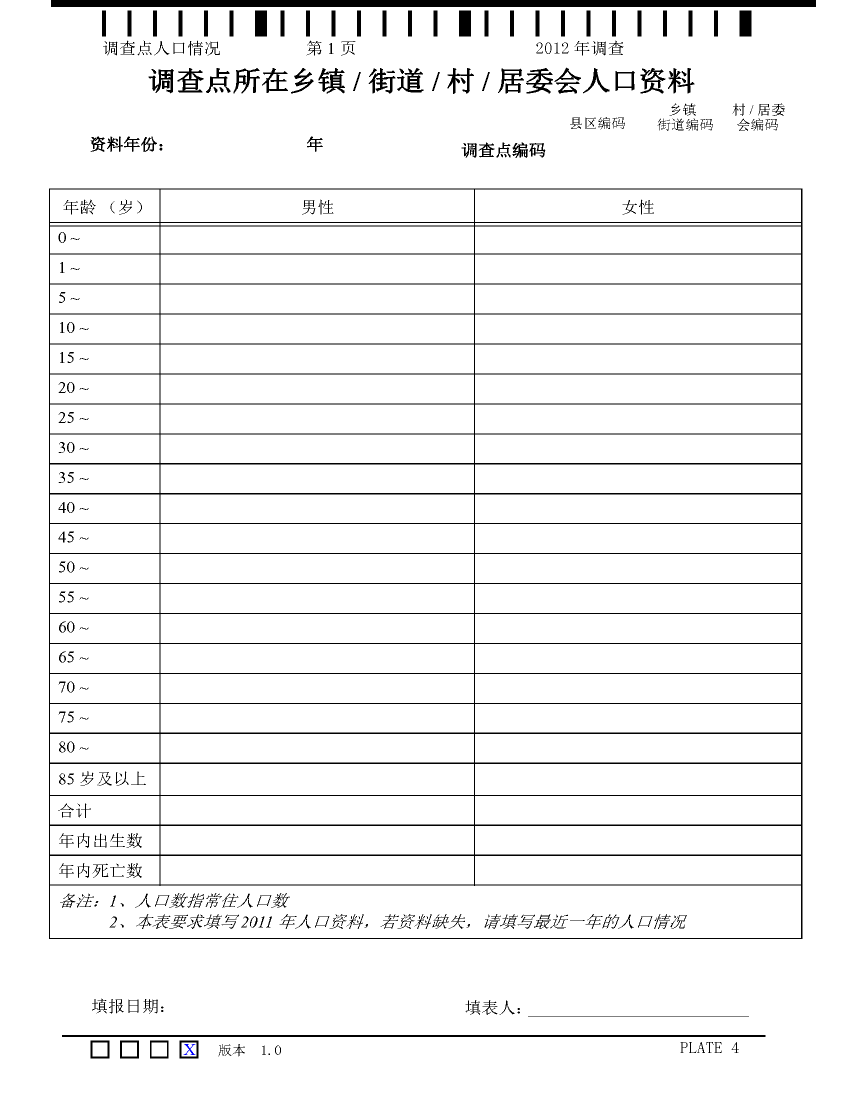 调查点人口情况 第 1 页 2012 年调查
调查点所在乡镇 / 街道 / 村 / 居委会人口资料
县区编码 乡镇街道编码 村 / 居委会编码
资料年份： 年 调查点编码
年龄 （岁） 男性 女性
0 ~
1 ~
5 ~
10 ~
15 ~
20 ~
25 ~
30 ~
35 ~
40 ~
45 ~
50 ~
55 ~
60 ~
65 ~
70 ~
75 ~
80 ~
85 岁及以上
合计
年内出生数
年内死亡数
备注：1、人口数指常住人口数
2、本表要求填写 2011 年人口资料，若资料缺失，请填写最近一年的人口情况
填报日期： 填表人：
X 版本 1.0 PLATE 4